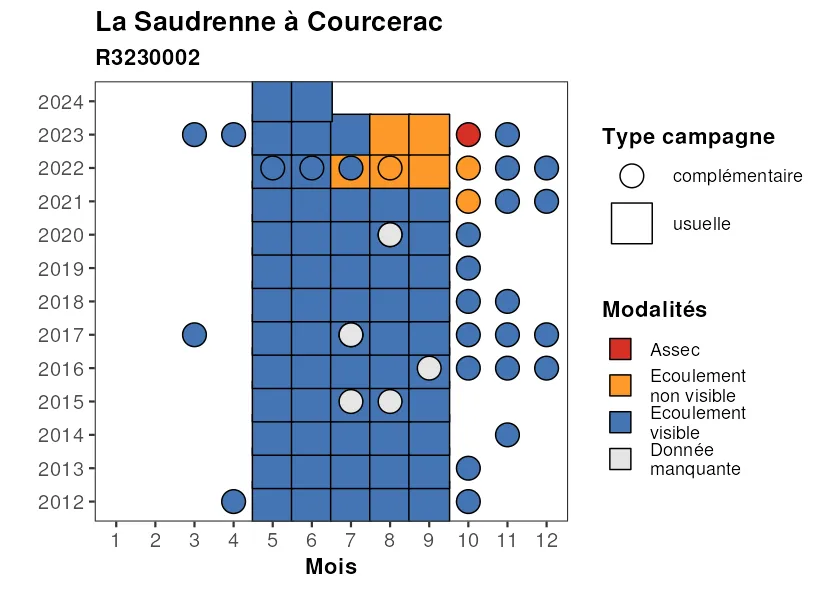 La Saudrenne à Courcerac
R3230002
2024
2023
2022
2021
2020
2019
2018
2017
2016
2015
2014
2013
2012
1 2 3 4 5 6 7 8 9 10 11 12
Mois
Type campagne
complémentaire
usuelle
Modalités
Assec
Ecoulement
non visible
Ecoulement
visible
Donnée
manquante